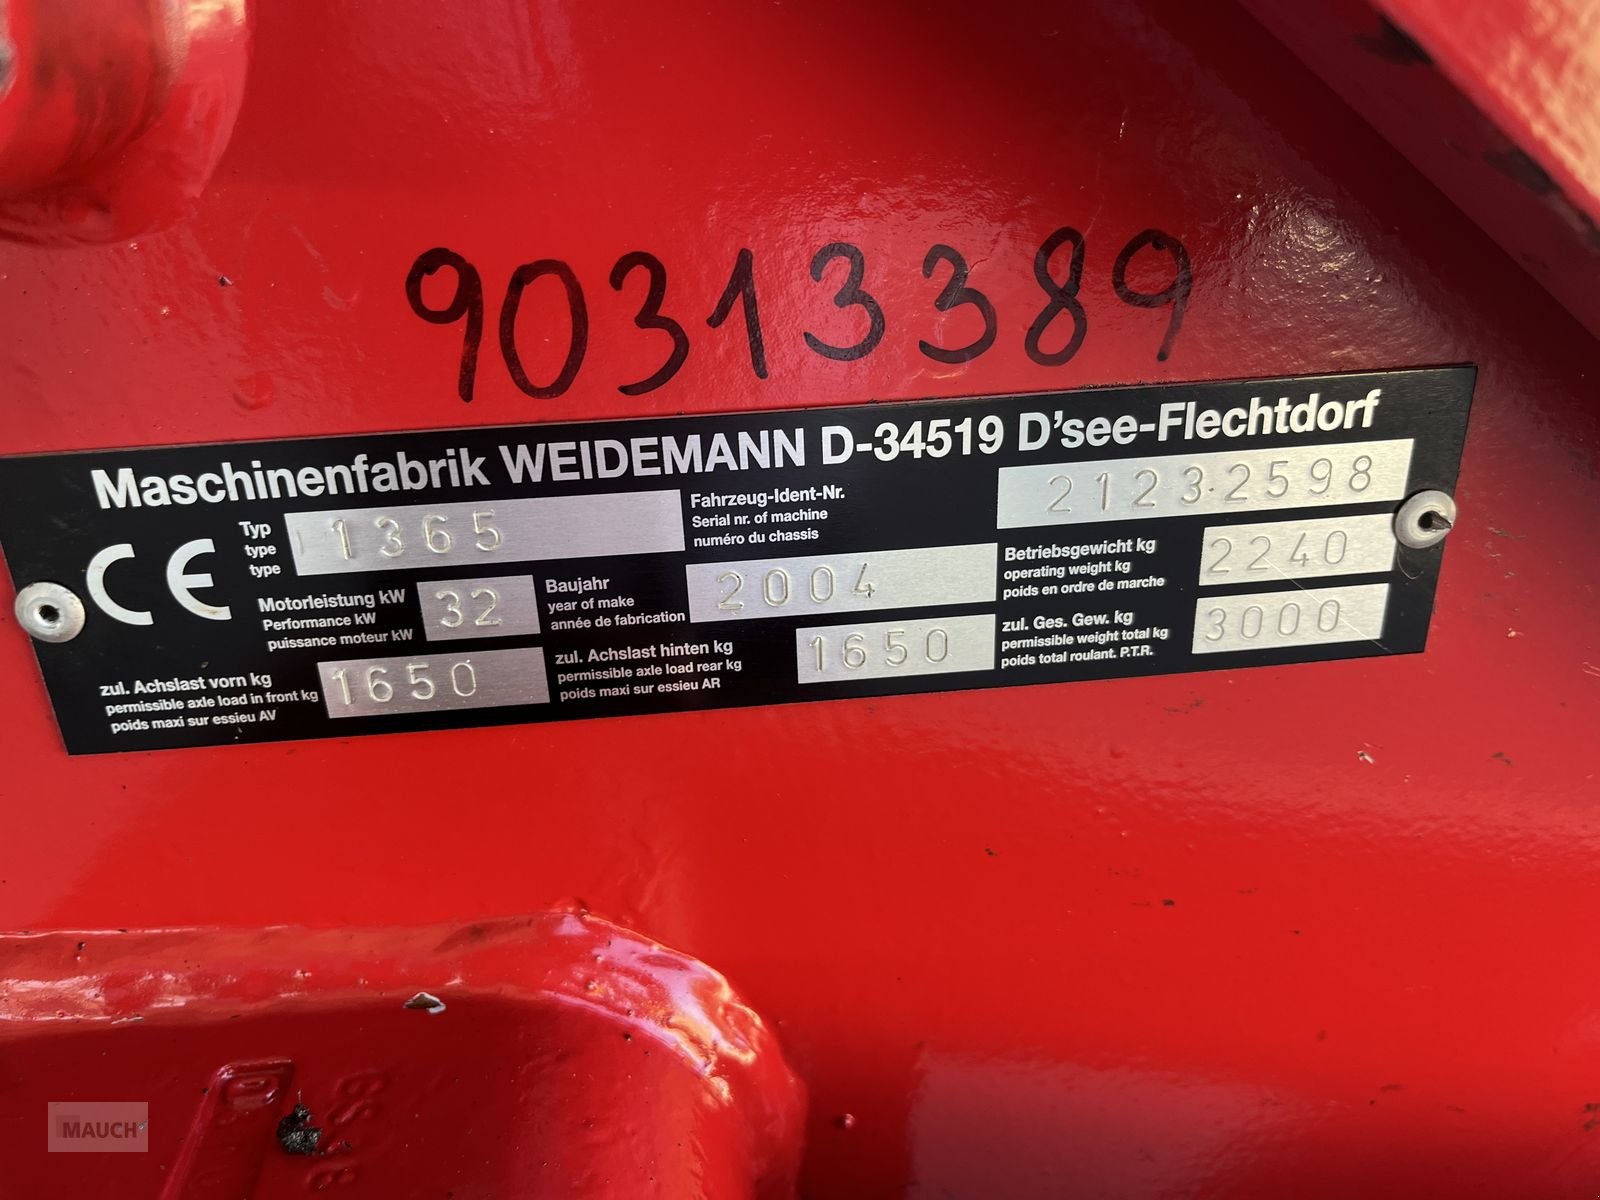 90313389
Maschinenfabrik WEIDEMANN D-34519 D'see-Flechtdorf
CE
Typ
type
type
1365
Fahrzeug-Ident-Nr.
Serial nr. of machine
numéro du chassis
21232598
Motorleistung kW
Performance kW
puissance moteur kW
32
Baujahr
year of make
année de fabrication
2004
Betriebsgewicht kg
operating weight kg
poids en ordre de marche
2240
zul. Achslast vorn kg
permissible axle load in front kg
poids maxi sur essieu AV
1650
zul. Achslast hinten kg
permissible axle load rear kg
poids maxi sur essieu AR
1650
zul. Ges. Gew. kg
permissible weight total kg
poids total roulant. P.T.R.
3000
MAUCH